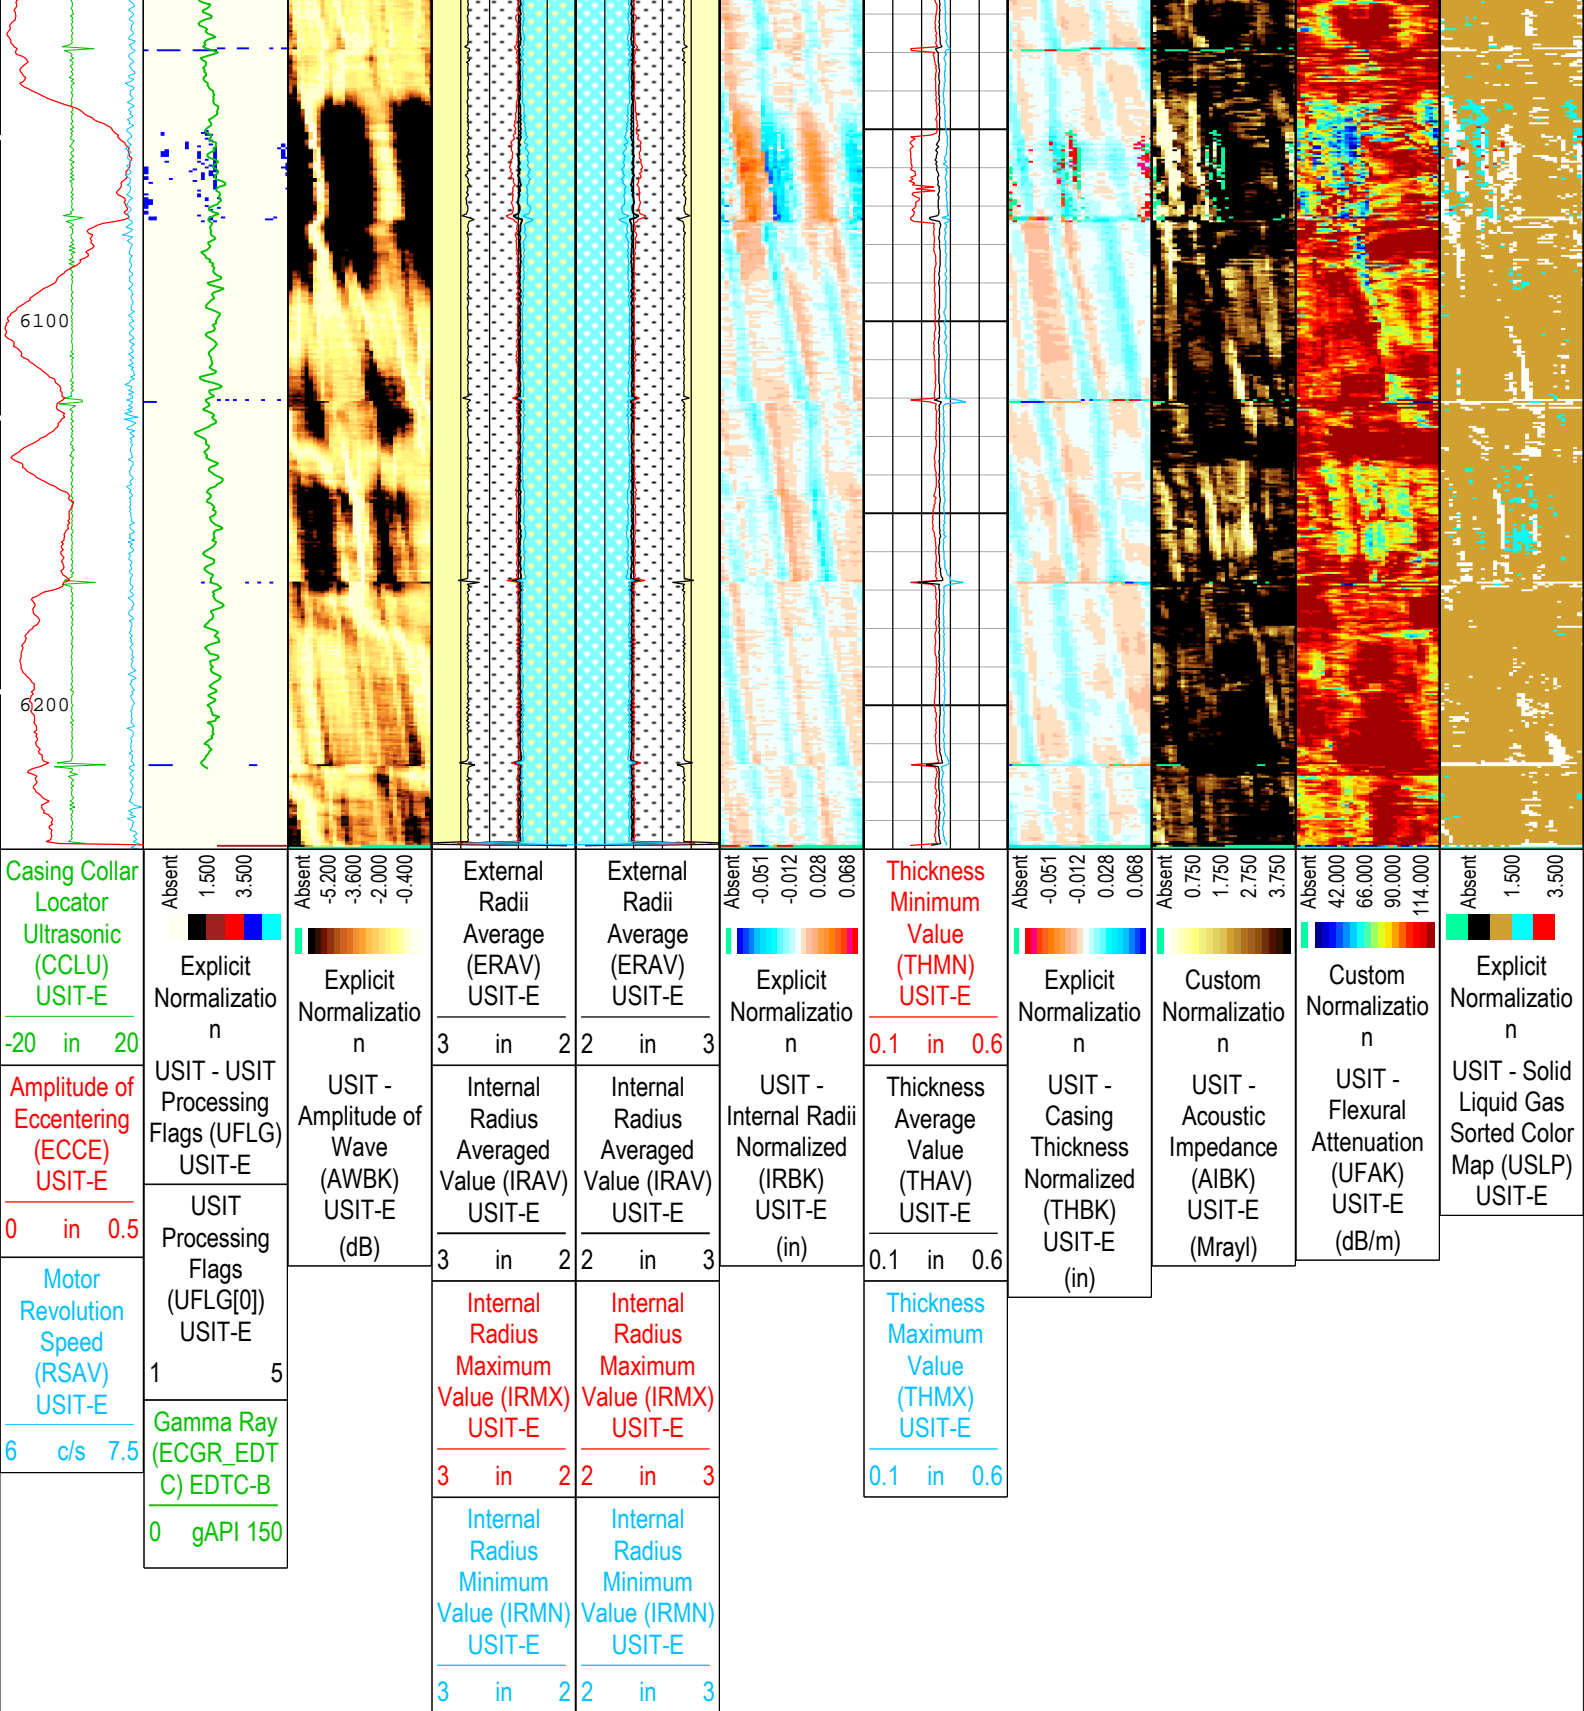 6100
6200
Casing Collar
Locator
Ultrasonic
(CCLU)
USIT-E
-20 in 20
Amplitude of
Eccentering
(ECCE)
USIT-E
0 in 0.5
Motor
Revolution
Speed
(RSAV)
USIT-E
6 c/s 7.5
Absent
1.500
3.500
Explicit
Normalizatio
n
USIT - USIT
Processing
Flags (UFLG)
USIT-E
USIT
Processing
Flags
(UFLG[0])
USIT-E
1 5
Gamma Ray
(ECGR_EDT
C) EDTC-B
0 gAPI 150
Absent
-5.200
-3.600
-2.000
-0.400
Explicit
Normalizatio
n
USIT -
Amplitude of
Wave
(AWBK)
USIT-E
(dB)
External
Radii
Average
(ERAV)
USIT-E
3 in 2
Internal
Radius
Averaged
Value (IRAV)
USIT-E
3 in 2
Internal
Radius
Maximum
Value (IRMX)
USIT-E
3 in 2
Internal
Radius
Minimum
Value (IRMN)
USIT-E
3 in 2
External
Radii
Average
(ERAV)
USIT-E
2 in 3
Internal
Radius
Averaged
Value (IRAV)
USIT-E
2 in 3
Internal
Radius
Maximum
Value (IRMX)
USIT-E
2 in 3
Internal
Radius
Minimum
Value (IRMN)
USIT-E
2 in 3
Absent
-0.051
-0.012
0.028
0.068
Explicit
Normalizatio
n
USIT -
Internal Radii
Normalized
(IRBK)
USIT-E
(in)
Thickness
Minimum
Value
(THMN)
USIT-E
0.1 in 0.6
Thickness
Average
Value
(THAV)
USIT-E
0.1 in 0.6
Thickness
Maximum
Value
(THMX)
USIT-E
0.1 in 0.6
Absent
-0.051
-0.012
0.028
0.068
Explicit
Normalizatio
n
USIT -
Casing
Thickness
Normalized
(THBK)
USIT-E
(in)
Absent
0.750
1.750
2.750
3.750
Custom
Normalizatio
n
USIT -
Acoustic
Impedance
(AIBK)
USIT-E
(Mrayl)
Absent
42.000
66.000
90.000
114.000
Custom
Normalizatio
n
USIT -
Flexural
Attenuation
(UFAK)
USIT-E
(dB/m)
Absent
1.500
3.500
Explicit
Normalizatio
n
USIT - Solid
Liquid Gas
Sorted Color
Map (USLP)
USIT-E